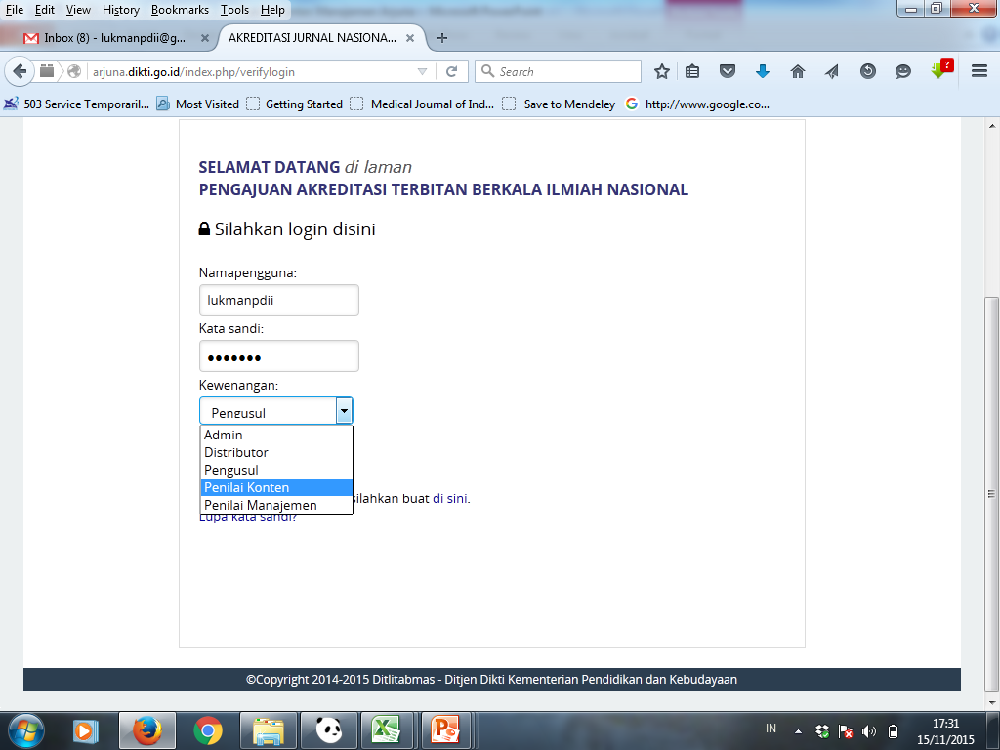 File Edit View History Bookmarks Tools Help
Inbox (8) - lukmanpdii@g... × AKREDITASI JURNAL NASIONA... × +
arjuna.dikti.go.id/index.php/verifylogin Search
503 Service Temporaril... Most Visited Getting Started Medical Journal of Ind... Save to Mendeley http://www.google.co...
SELAMAT DATANG di laman
PENGAJUAN AKREDITASI TERBITAN BERKALA ILMIAH NASIONAL
Silahkan login disini
Namapengguna:
lukmanpdii
Kata sandi:
•••••••
Kewenangan:
Pengusul
Admin
Distributor
Pengusul
Penilai Konten
silahkan buat di sini.
Penilai Manajemen
Lupa kata sandi?
©Copyright 2014-2015 Ditlitabmas - Ditjen Dikti Kementerian Pendidikan dan Kebudayaan
IN 17:31
15/11/2015